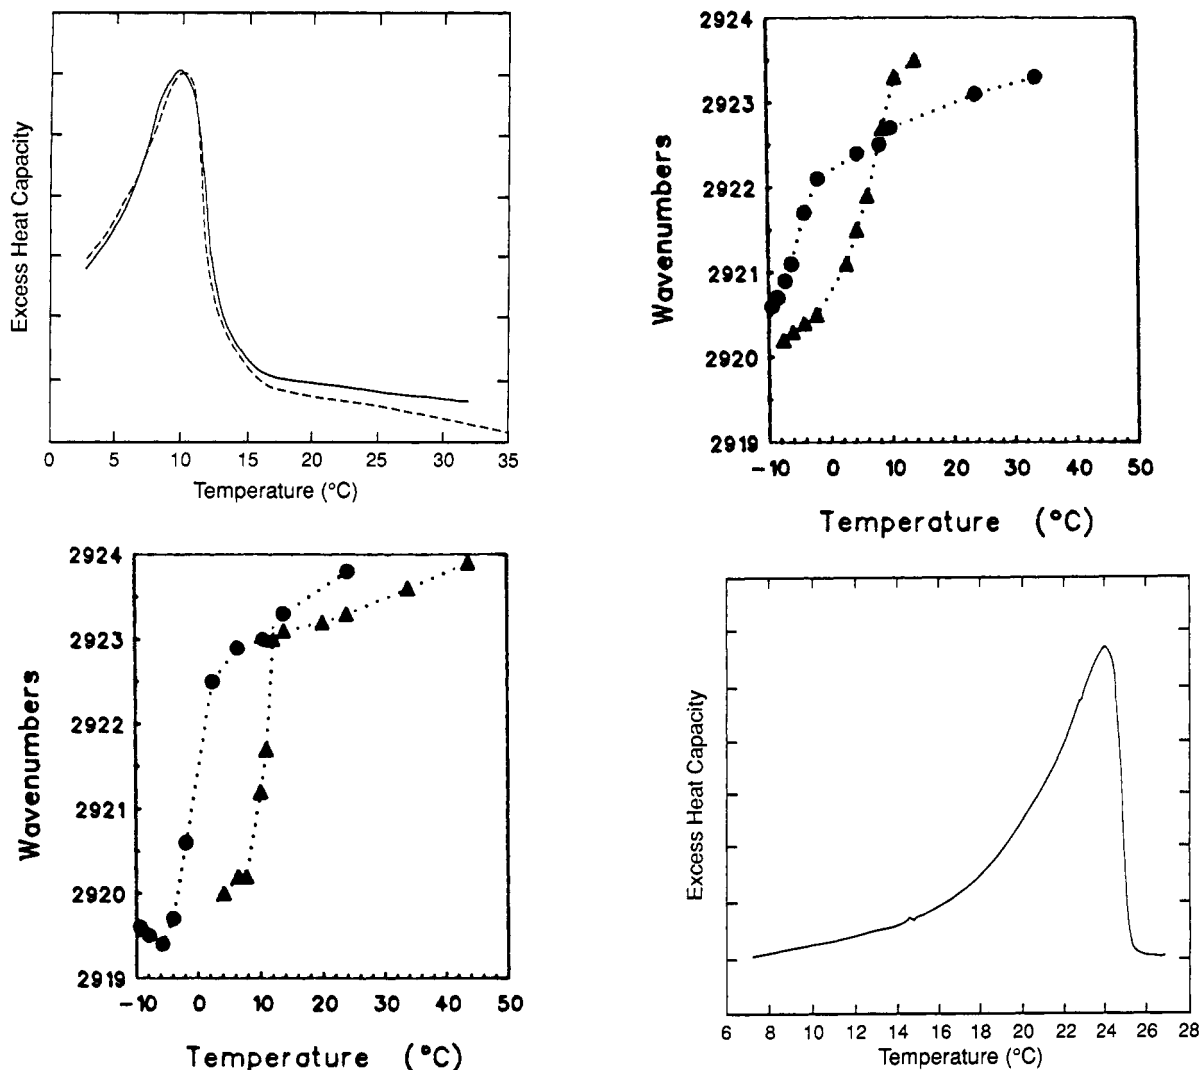 Excess Heat Capacity
0 5 10 15 20 25 30 35
Temperature (°C)
2924
2923
2922
2921
2920
2919
Wavenumbers
-10 0 10 20 30 40 50
Temperature (°C)
2924
2923
2922
2921
2920
2919
Wavenumbers
-10 0 10 20 30 40 50
Temperature (°C)
Excess Heat Capacity
6 8 10 12 14 16 18 20 22 24 26 28
Temperature (°C)